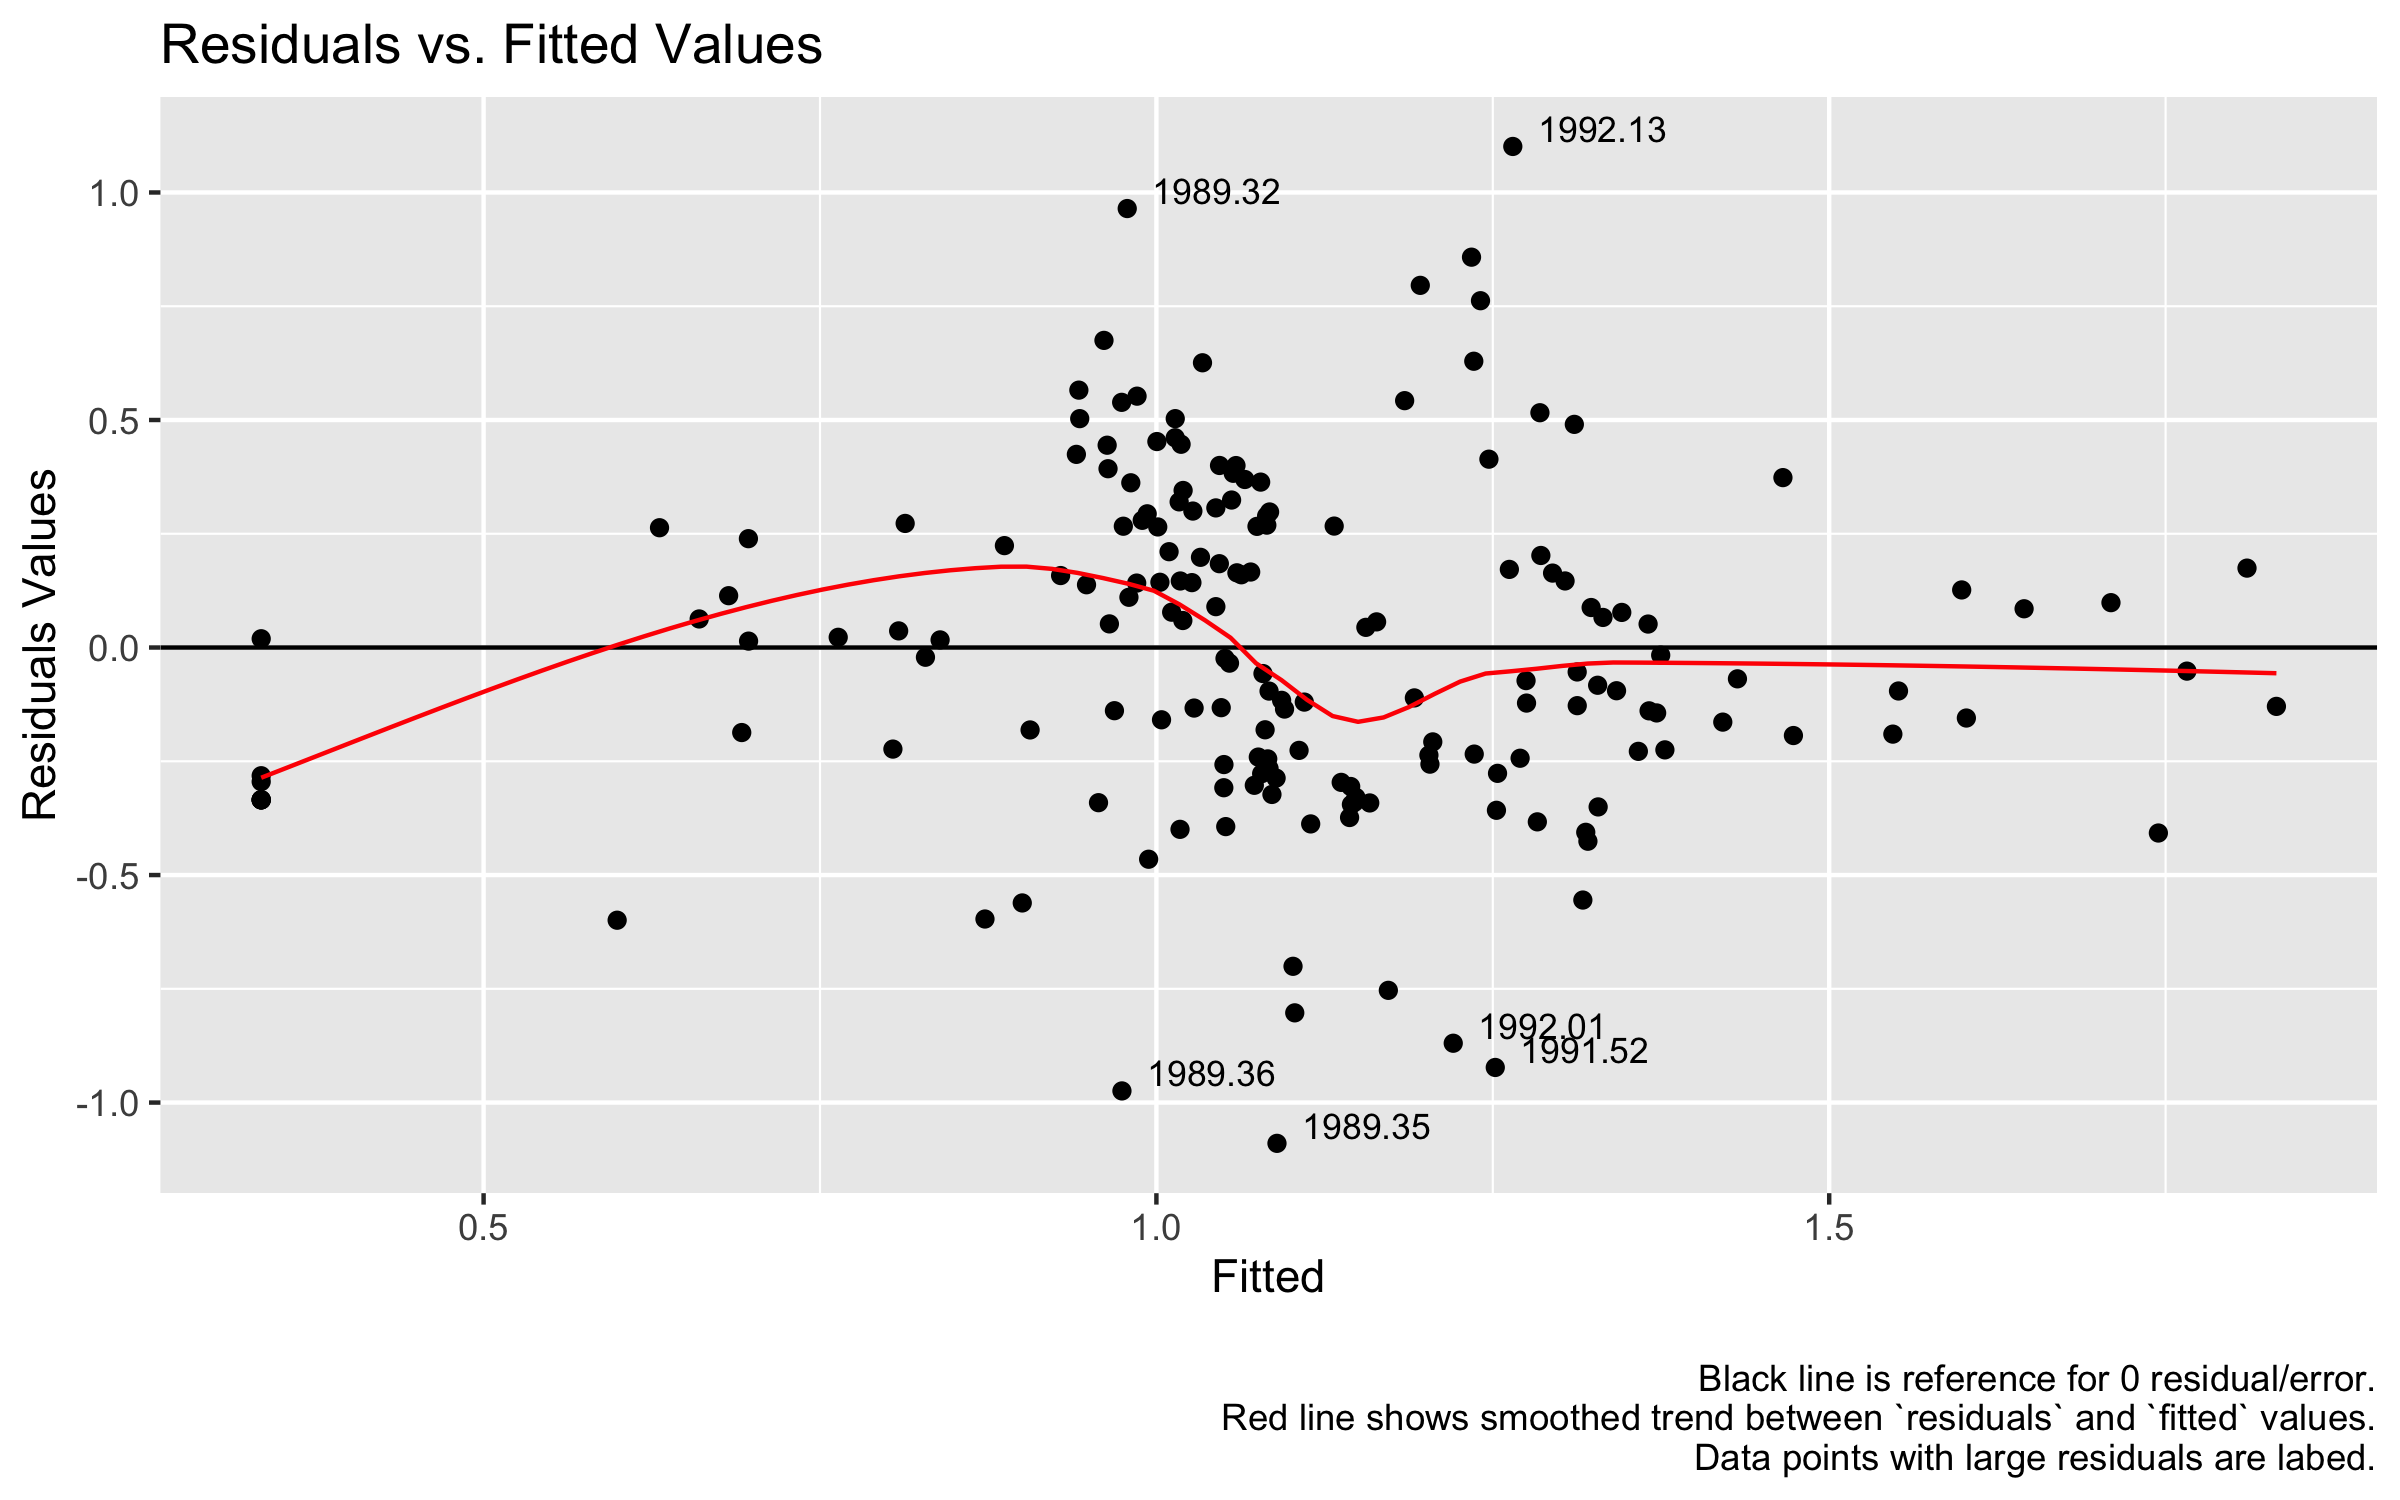 Residuals vs. Fitted Values
1992.13
1989.32
1.0
0.5
0.0
-0.5
-1.0
Residuals Values
1992.01
1991.52
1989.36
1989.35
0.5
1.0
1.5
Fitted
Black line is reference for 0 residual/error.
Red line shows smoothed trend between `residuals` and `fitted` values.
Data points with large residuals are labed.